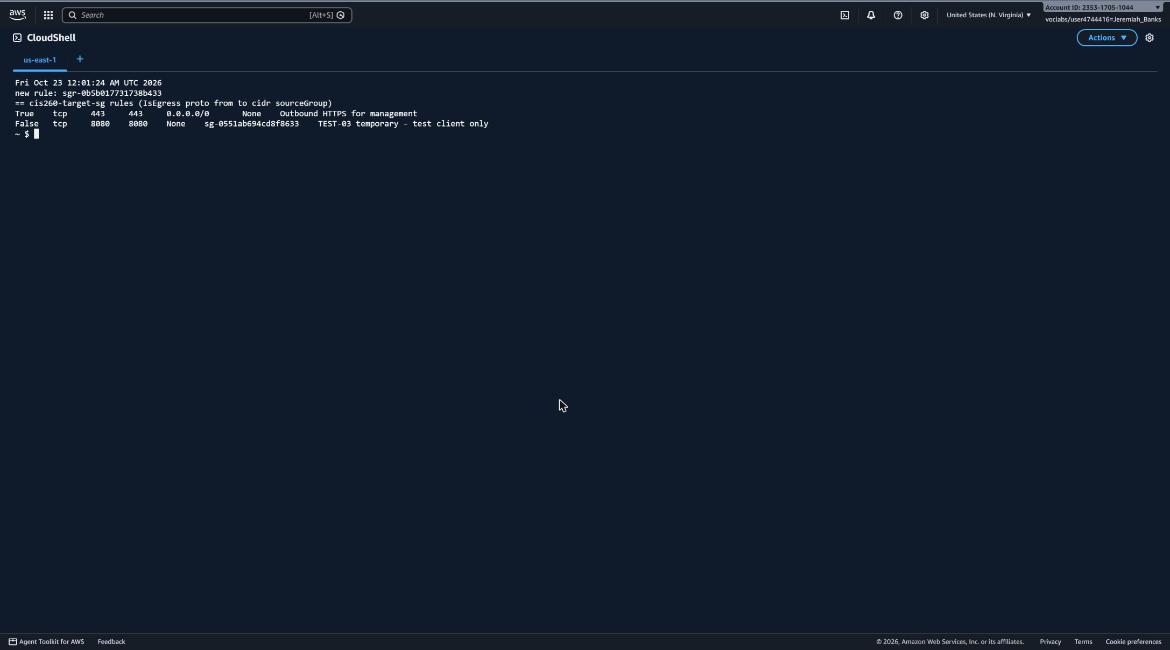 aws
Search
[Alt+S]
United States (N. Virginia)
Account ID: 2353-1705-1044
voclabs/user4744416=Jeremiah_Banks
CloudShell
Actions
us-east-1
+
Fri Oct 23 12:01:24 AM UTC 2026
new rule: sgr-0b5b017731738b433
== cis260-target-sg rules (IsEgress proto from to cidr sourceGroup)
True tcp 443 443 0.0.0.0/0 None Outbound HTTPS for management
False tcp 8080 8080 None sg-0551ab694cd8f8633 TEST-03 temporary - test client only
~ $
Agent Toolkit for AWS Feedback © 2026, Amazon Web Services, Inc. or its affiliates. Privacy Terms Cookie preferences